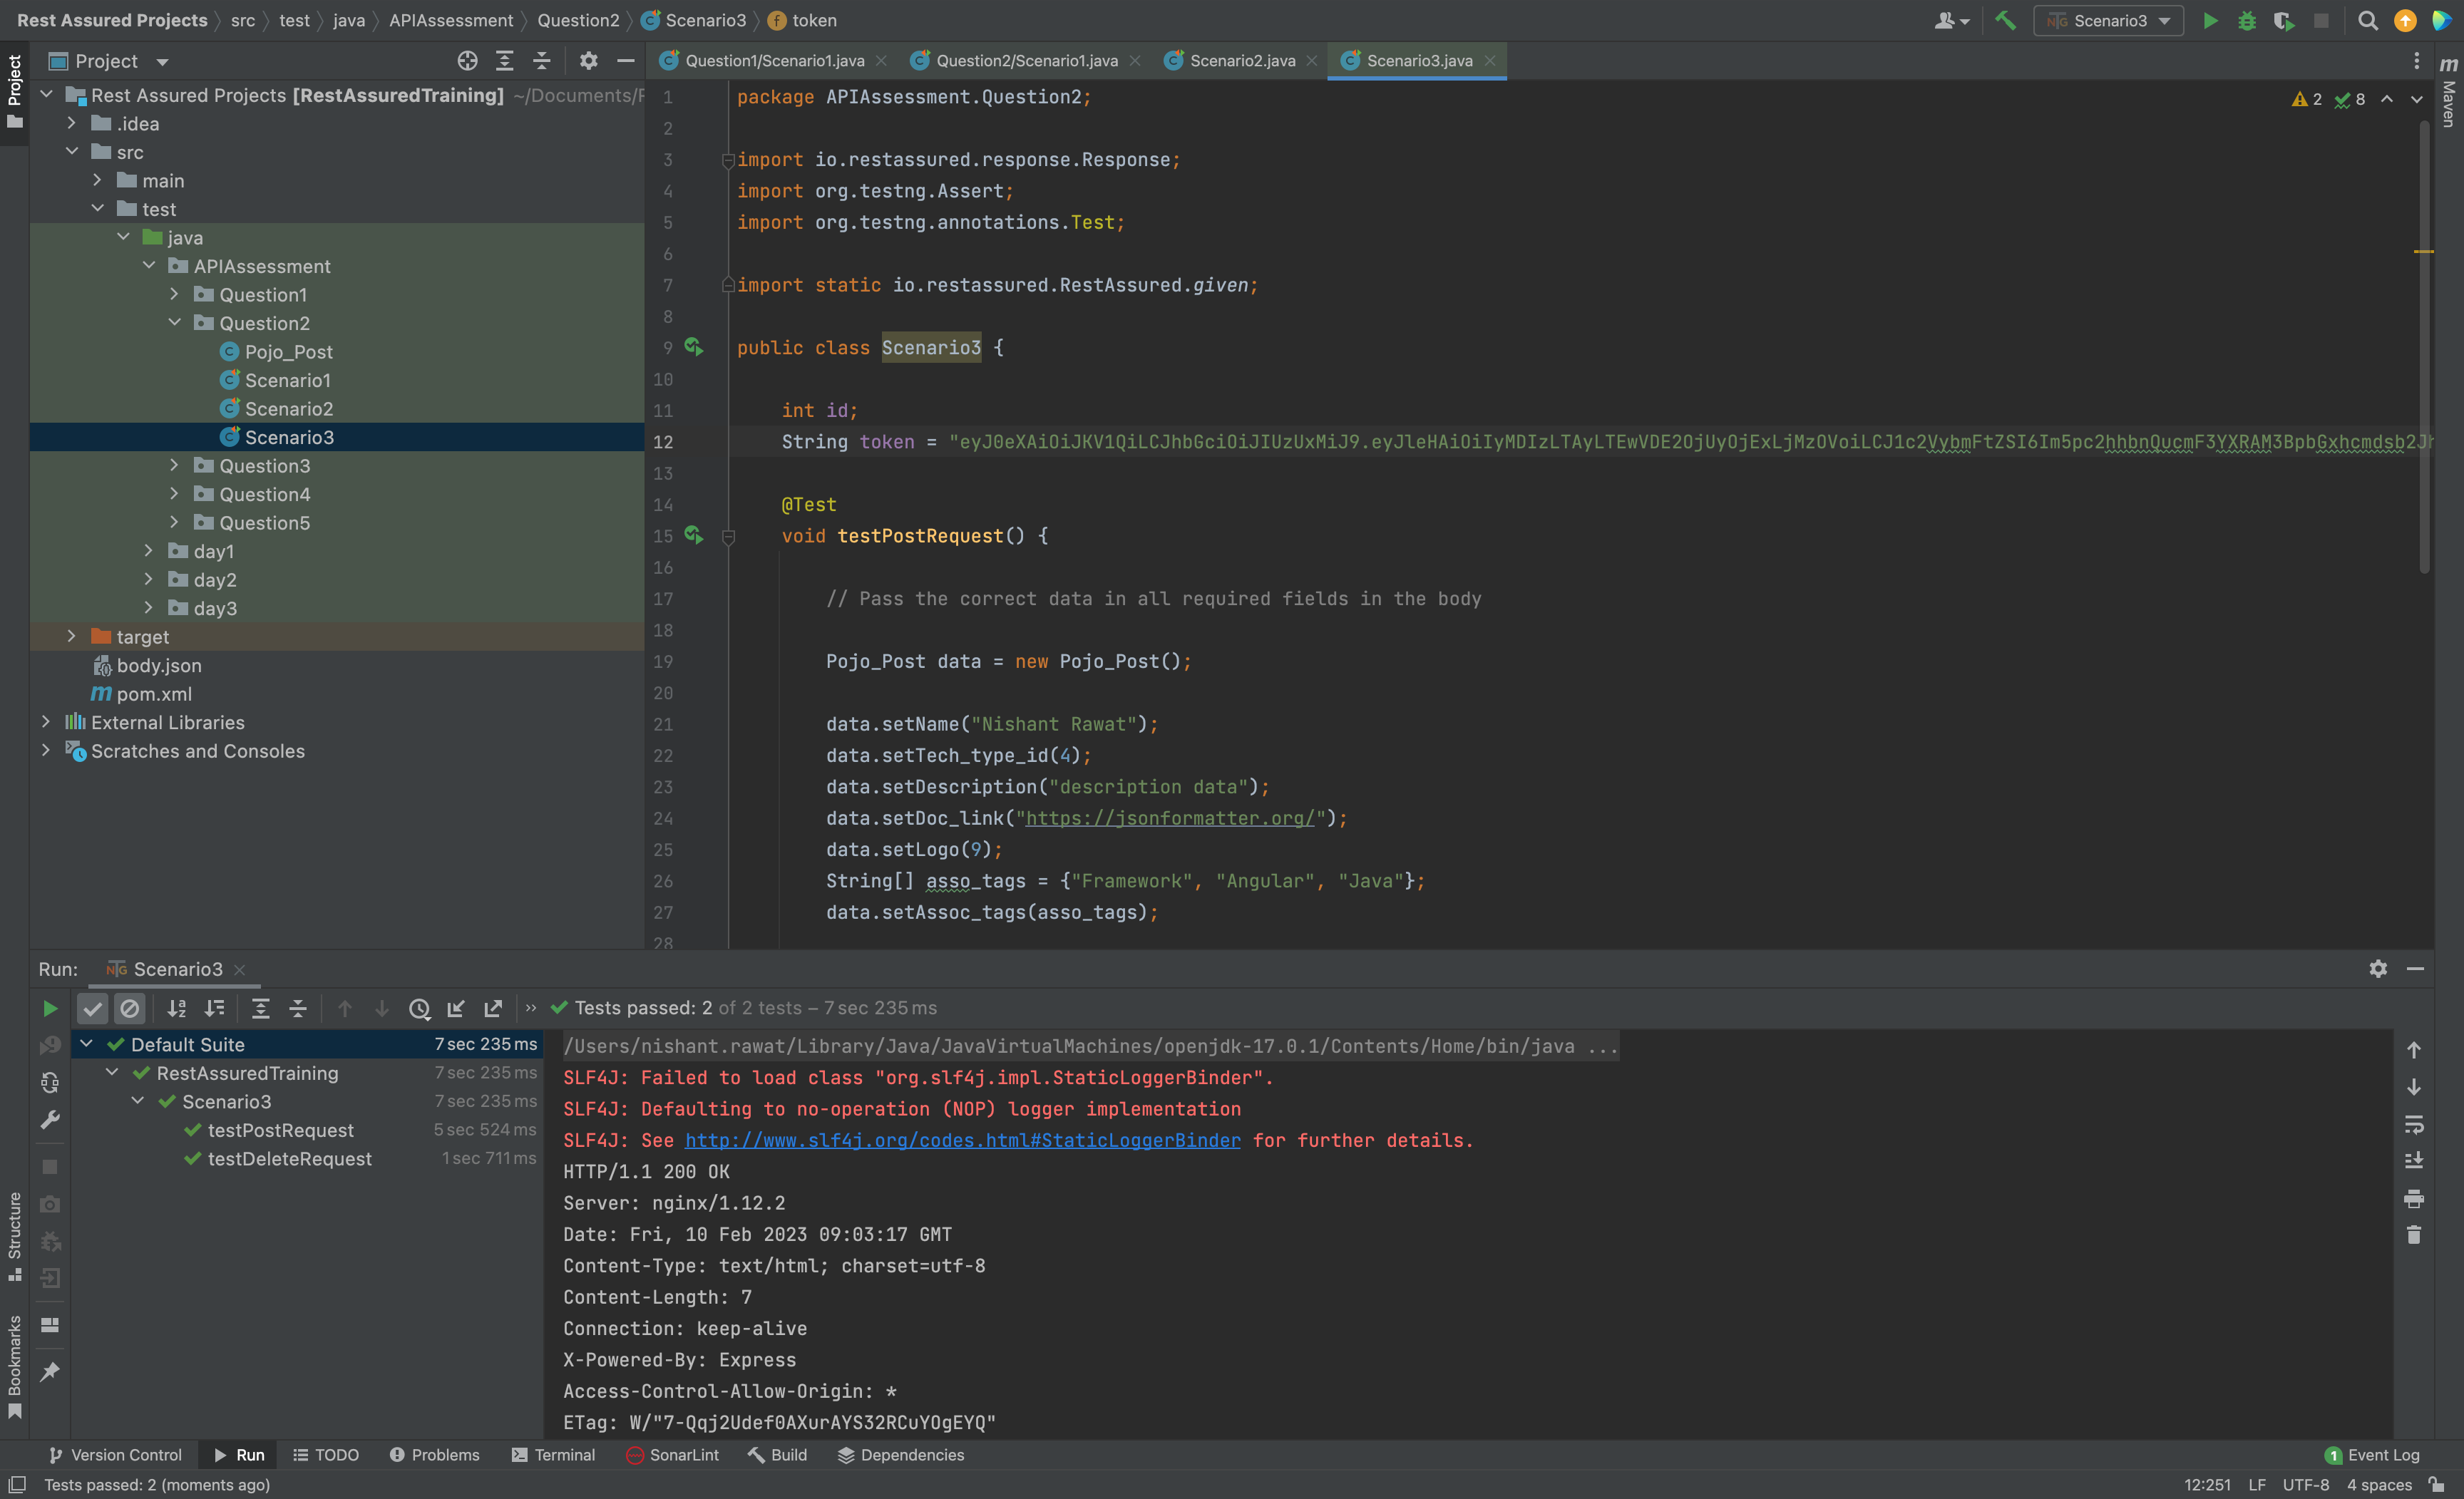 Rest Assured Projects src test java APIAssessment Question2 Scenario3 token
Scenario3
Project
Question1/Scenario1.java Question2/Scenario1.java Scenario2.java Scenario3.java
Project
Maven
Structure
Bookmarks
Rest Assured Projects [RestAssuredTraining] ~/Documents/
.idea
src
main
test
java
APIAssessment
Question1
Question2
Pojo_Post
Scenario1
Scenario2
Scenario3
Question3
Question4
Question5
day1
day2
day3
target
body.json
pom.xml
External Libraries
Scratches and Consoles
2 8
1 package APIAssessment.Question2;
2
3 import io.restassured.response.Response;
4 import org.testng.Assert;
5 import org.testng.annotations.Test;
6
7 import static io.restassured.RestAssured.given;
8
9 public class Scenario3 {
10
11 int id;
12 String token =
13
14 @Test
15 void testPostRequest() {
16
17 // Pass the correct data in all required fields in the body
18
19 Pojo_Post data = new Pojo_Post();
20
21 data.setName("Nishant Rawat");
22 data.setTech_type_id(4);
23 data.setDescription("description data");
24 data.setDoc_link("https://jsonformatter.org/");
25 data.setLogo(9);
26 String[] asso_tags = {"Framework", "Angular", "Java"};
27 data.setAssoc_tags(asso_tags);
28
Run: Scenario3
Tests passed: 2 of 2 tests – 7 sec 235 ms
Default Suite 7 sec 235 ms
RestAssuredTraining 7 sec 235 ms
Scenario3 7 sec 235 ms
testPostRequest 5 sec 524 ms
testDeleteRequest 1 sec 711 ms
/Users/nishant.rawat/Library/Java/JavaVirtualMachines/openjdk-17.0.1/Contents/Home/bin/java ...
SLF4J: Failed to load class "org.slf4j.impl.StaticLoggerBinder".
SLF4J: Defaulting to no-operation (NOP) logger implementation
SLF4J: See http://www.slf4j.org/codes.html#StaticLoggerBinder for further details.
HTTP/1.1 200 OK
Server: nginx/1.12.2
Date: Fri, 10 Feb 2023 09:03:17 GMT
Content-Type: text/html; charset=utf-8
Content-Length: 7
Connection: keep-alive
X-Powered-By: Express
Access-Control-Allow-Origin: *
ETag: W/"7-Qqj2Udef0AXurAYS32RCuYOgEYQ"
Version Control Run TODO Problems Terminal SonarLint Build Dependencies 1 Event Log
Tests passed: 2 (moments ago) 12:251 LF UTF-8 4 spaces